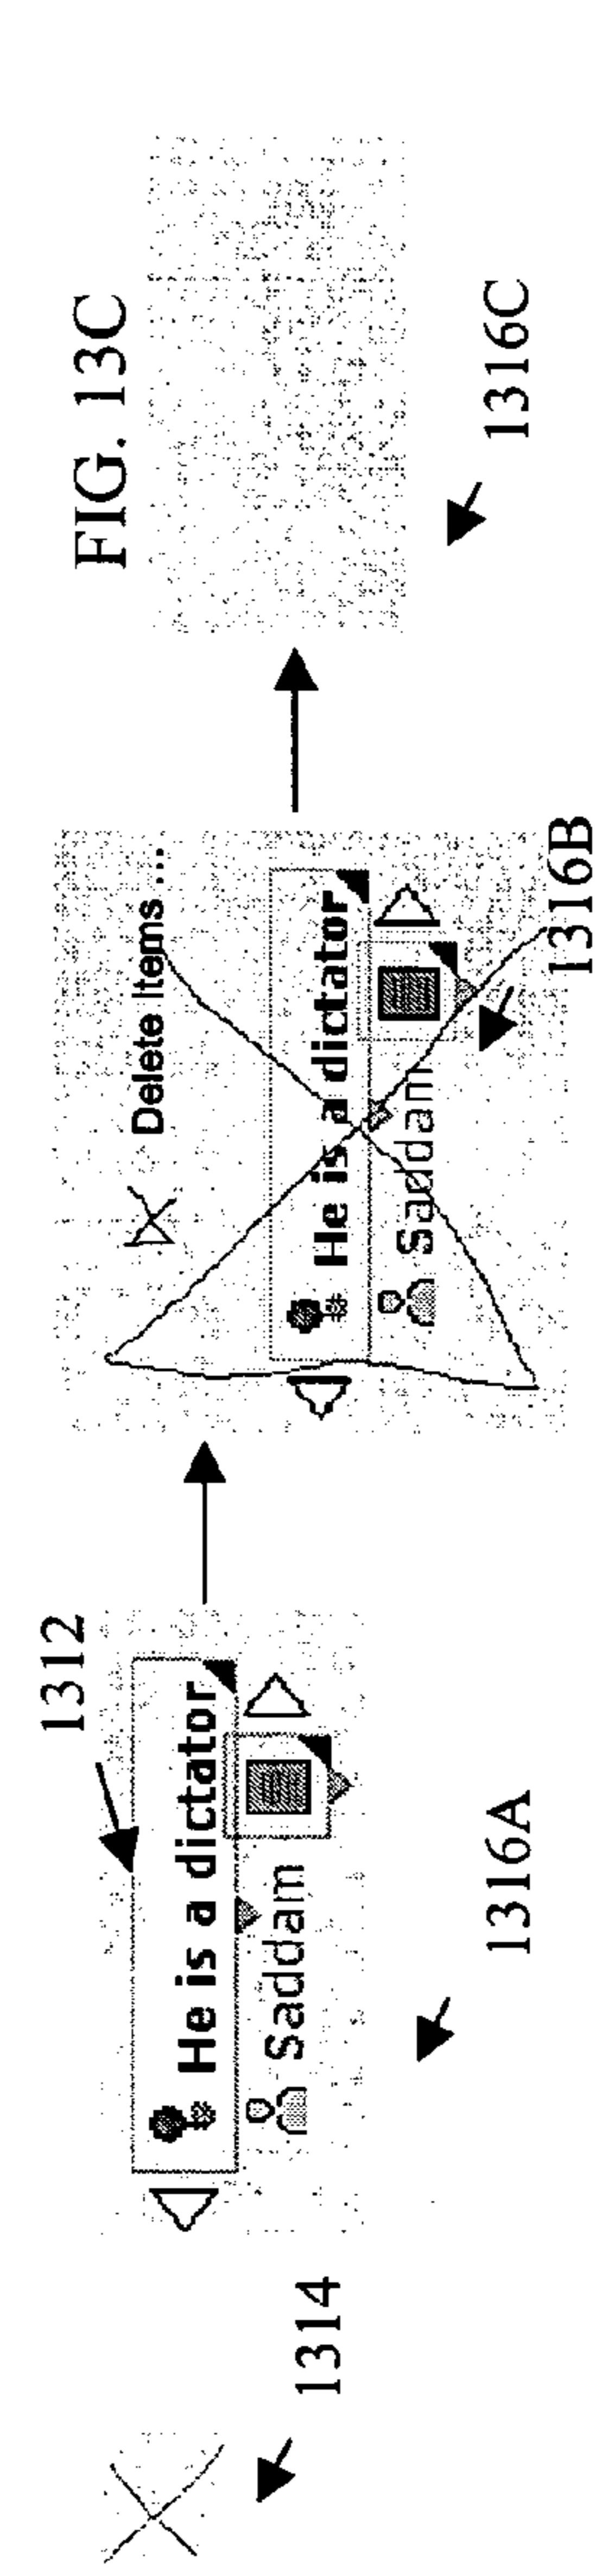 FIG. 13C
1314
1312
He is a dictator
Saddam
1316A
Delete Items ...
He is a dictator
Saddam
1316B
1316C